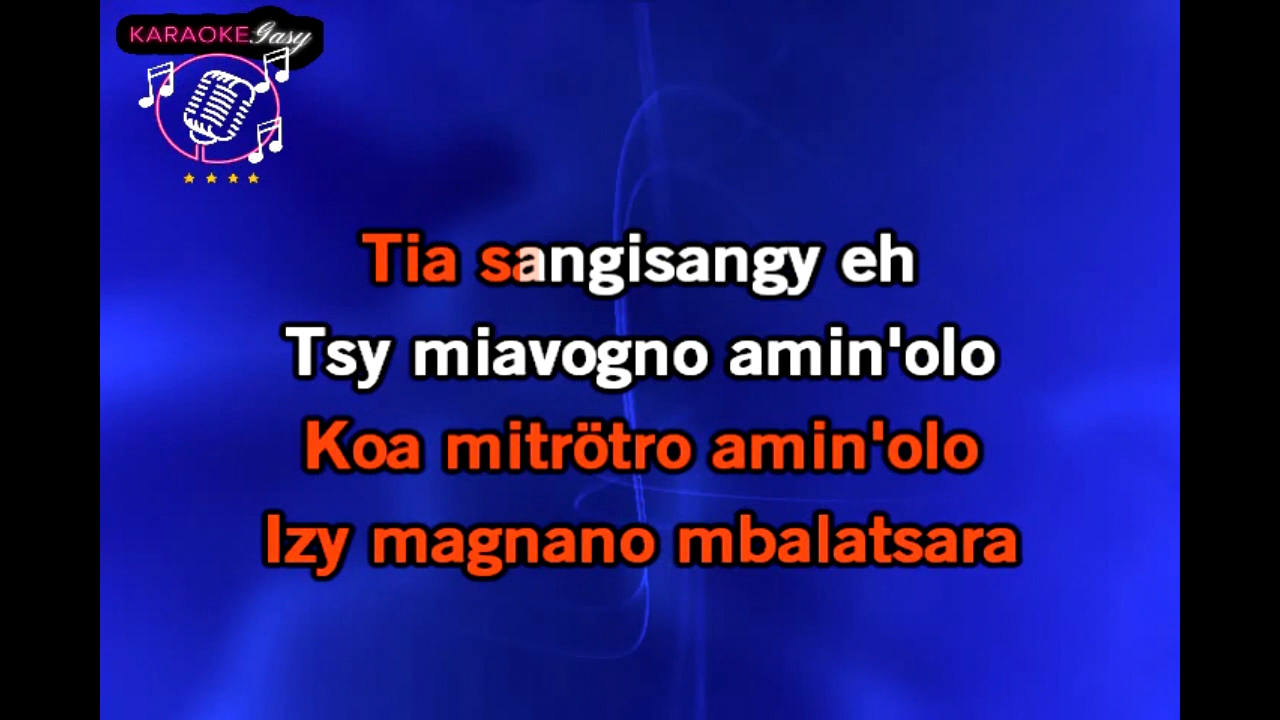 KARAOKE Gasy
Tia sangisangy eh
Tsy miavogno amin'olo
Koa mitrötro amin'olo
Izy magnano mbalatsara